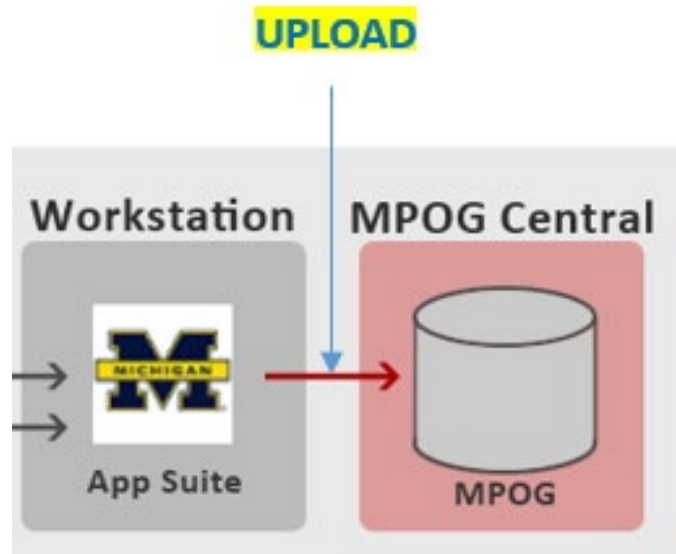 UPLOAD
Workstation
MPOG Central
MICHIGAN
App Suite
MPOG